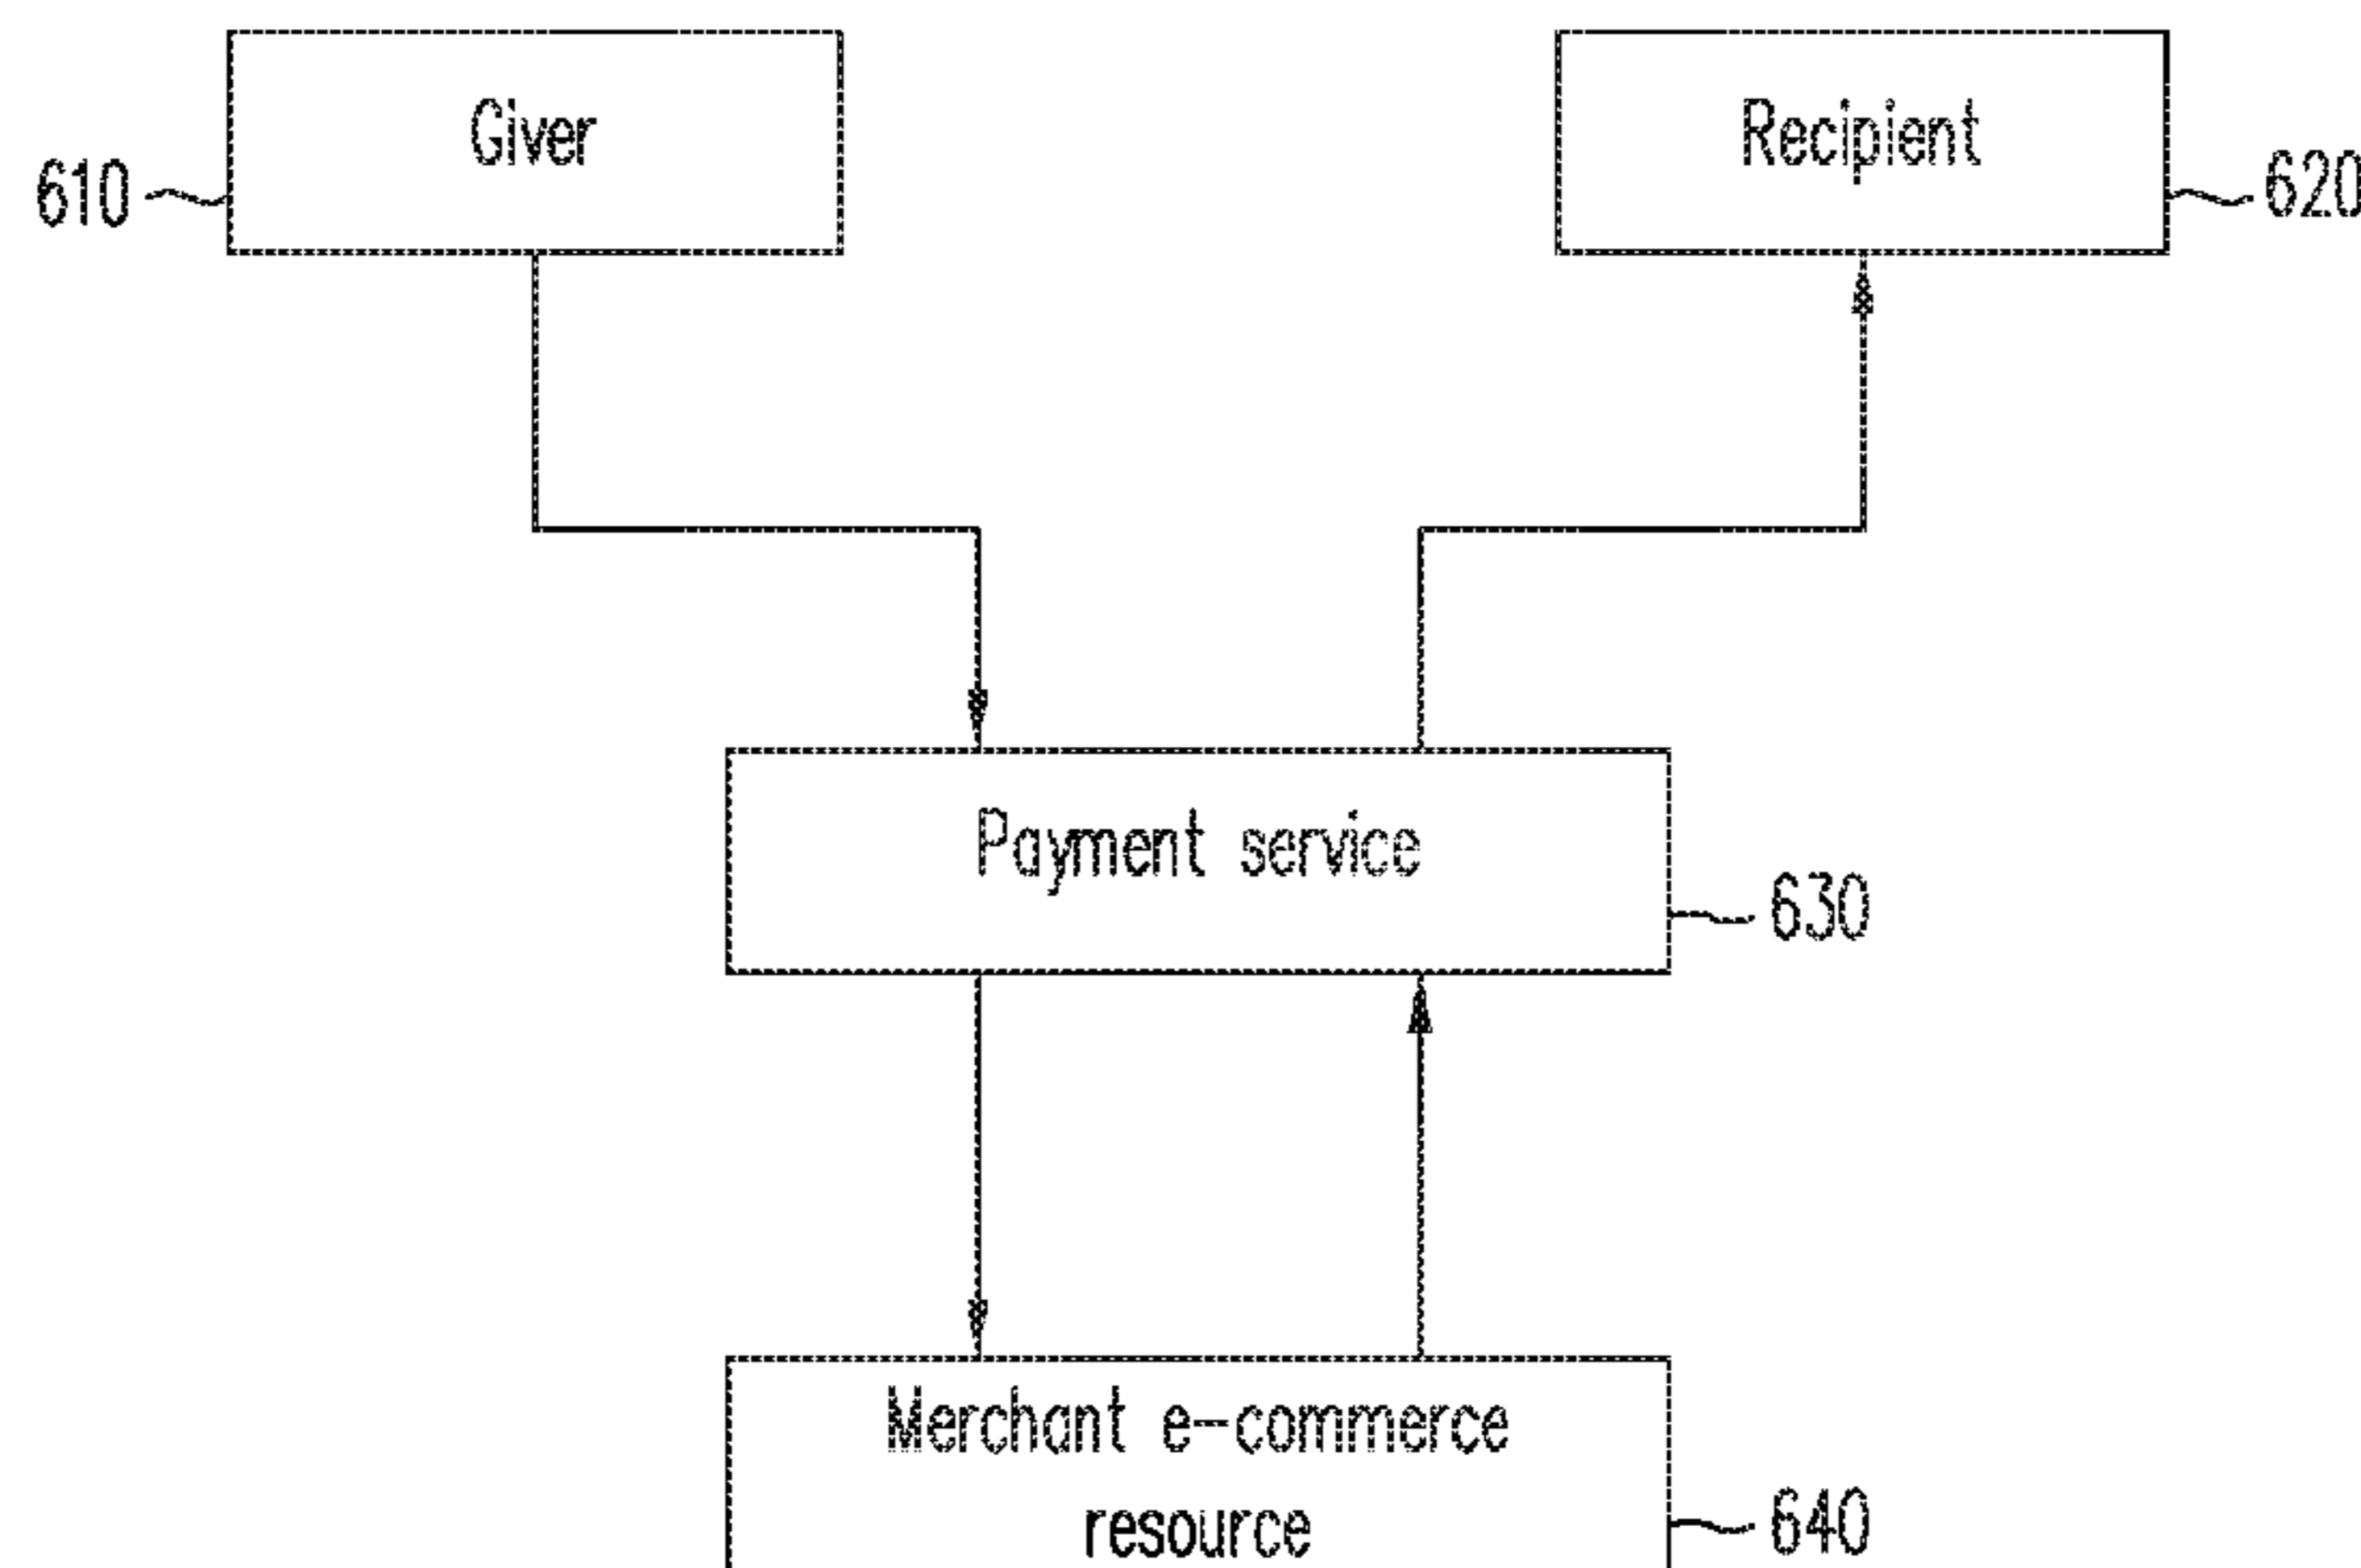 Giver
Recipient
610
620
Payment service
630
Merchant e-commerce
resource
640